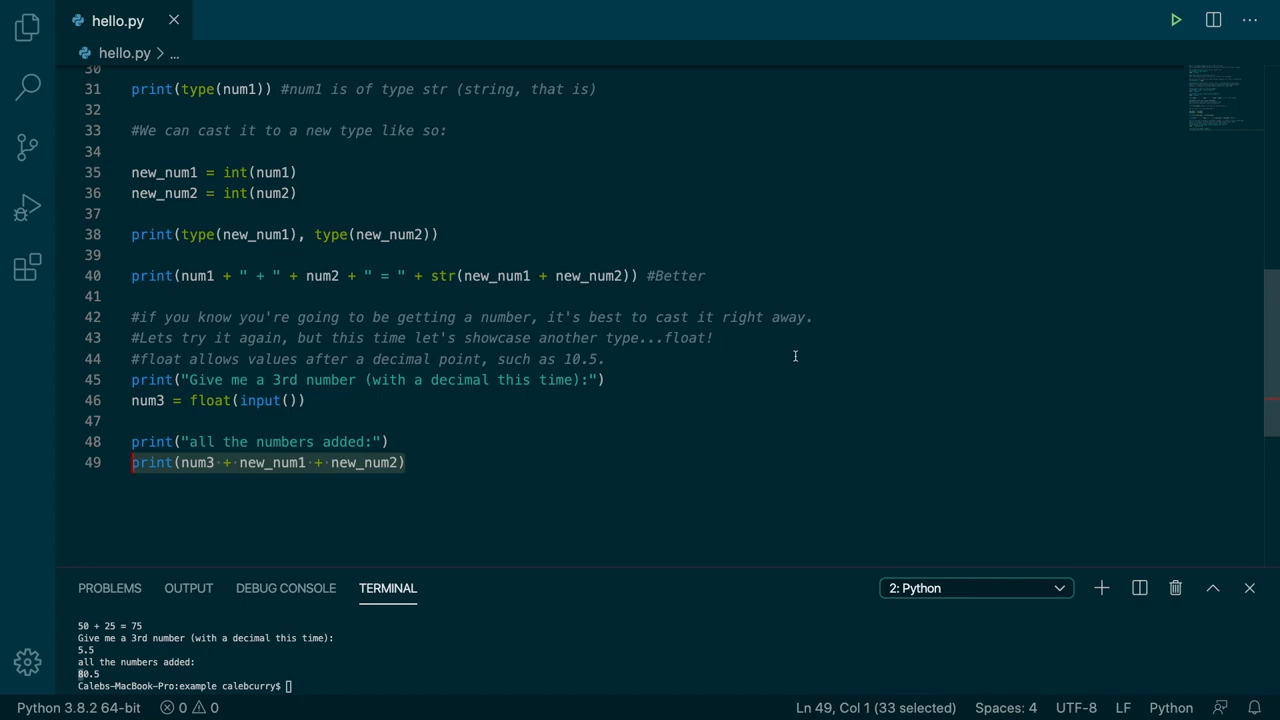 hello.py
hello.py > ...
30
31 print(type(num1)) #num1 is of type str (string, that is)
32
33 #We can cast it to a new type like so:
34
35 new_num1 = int(num1)
36 new_num2 = int(num2)
37
38 print(type(new_num1), type(new_num2))
39
40 print(num1 + " + " + num2 + " = " + str(new_num1 + new_num2)) #Better
41
42 #if you know you're going to be getting a number, it's best to cast it right away.
43 #Lets try it again, but this time let's showcase another type...float!
44 #float allows values after a decimal point, such as 10.5.
45 print("Give me a 3rd number (with a decimal this time):")
46 num3 = float(input())
47
48 print("all the numbers added:")
49 print(num3 + new_num1 + new_num2)
PROBLEMS OUTPUT DEBUG CONSOLE TERMINAL 2: Python
50 + 25 = 75
Give me a 3rd number (with a decimal this time):
5.5
all the numbers added:
80.5
Calebs-MacBook-Pro:example calebcurry$
Python 3.8.2 64-bit 0 0 Ln 49, Col 1 (33 selected) Spaces: 4 UTF-8 LF Python